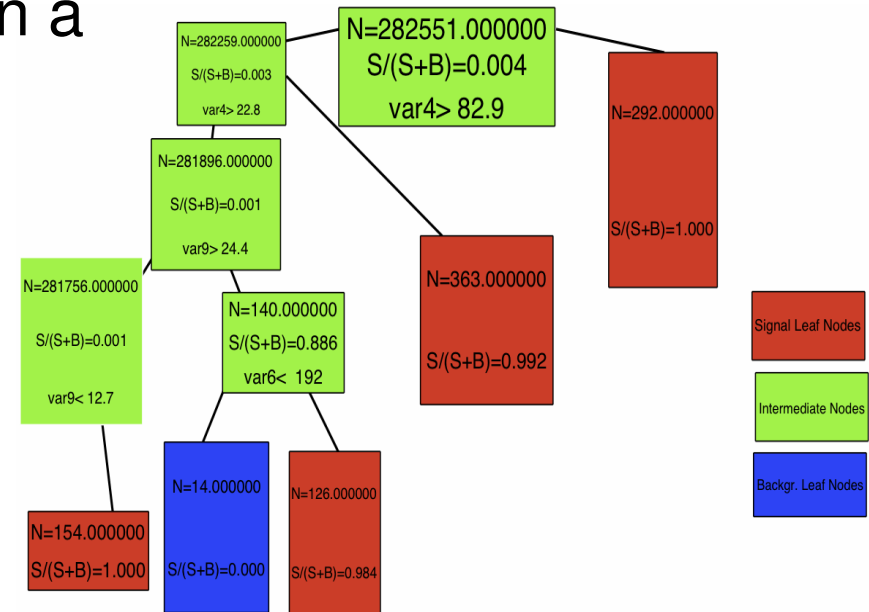 n a
N=282551.000000
S/(S+B)=0.004
var4> 82.9
N=282259.000000
S/(S+B)=0.003
var4> 22.8
N=292.000000
S/(S+B)=1.000
N=281896.000000
S/(S+B)=0.001
var9> 24.4
N=363.000000
S/(S+B)=0.992
N=281756.000000
S/(S+B)=0.001
var9< 12.7
N=140.000000
S/(S+B)=0.886
var6<  192
N=154.000000
S/(S+B)=1.000
N=14.000000
S/(S+B)=0.000
N=126.000000
S/(S+B)=0.984
Signal Leaf Nodes
Intermediate Nodes
Backgr. Leaf Nodes